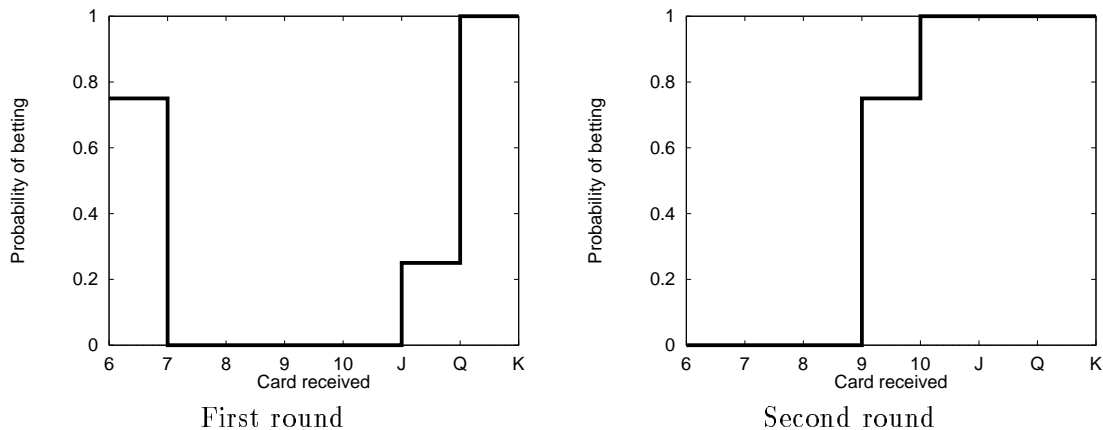 Probability of betting
1
0.8
0.6
0.4
0.2
0
6 7 8 9 10 J Q K
Card received
First round
Probability of betting
1
0.8
0.6
0.4
0.2
0
6 7 8 9 10 J Q K
Card received
Second round